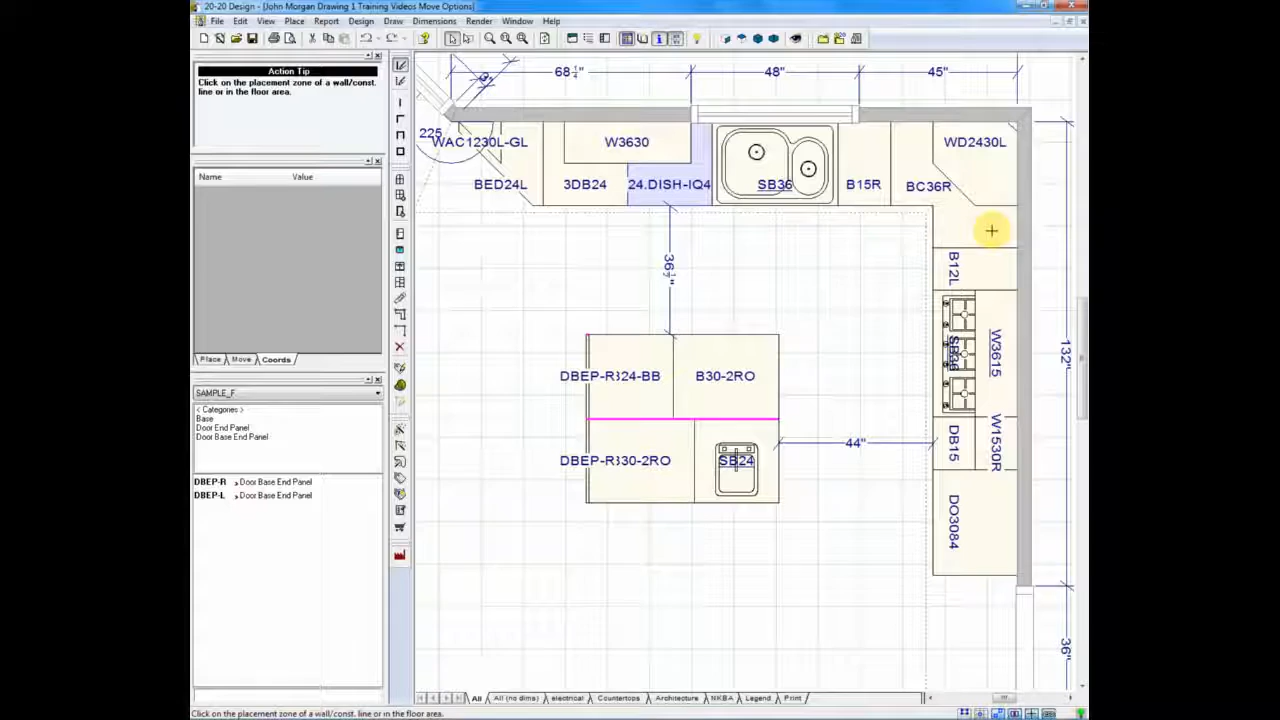 20-20 Design - [John Morgan Drawing 1 Training Videos Move Options]
File Edit View Place Report Design Draw Dimensions Render Window Help
Action Tip
Click on the placement zone of a wall/const.
line or in the floor area.
Name Value
Place Move Coords
SAMPLE_F
< Categories >
Base
Door End Panel
Door Base End Panel
DBEP-R Door Base End Panel
DBEP-L Door Base End Panel
68 1/4" 48" 45"
225
WAC1230L-GL W3630 WD2430L
BED24L 3DB24 24.DISH-IQ4 SB36 B15R BC36R
36 1/2"
B12L
132"
SB36 W3615
DBEP-R324-BB B30-2RO
44"
DB15 W1530R
DBEP-R330-2RO SB24
DO3084
36"
All All (no dims) electrical Countertops Architecture NKBA Legend Print
Click on the placement zone of a wall/const. line or in the floor area.